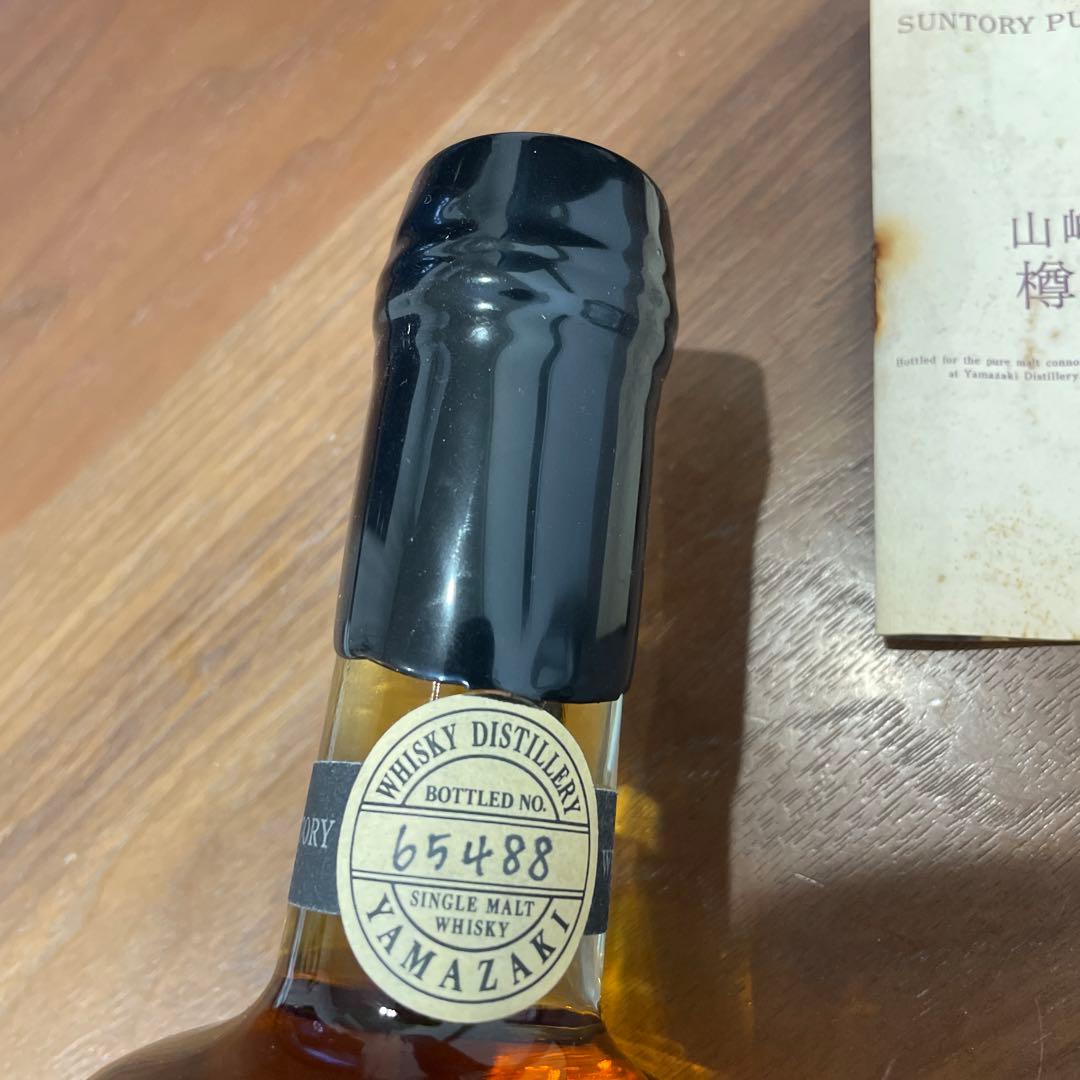 SUNTORY PU
山崎
樽
Bottled for the pure malt conno
at Yamazaki Distillery.
WHISKY DISTILLERY
BOTTLED NO.
65488
SINGLE MALT
WHISKY
YAMAZAKI
ORY
W